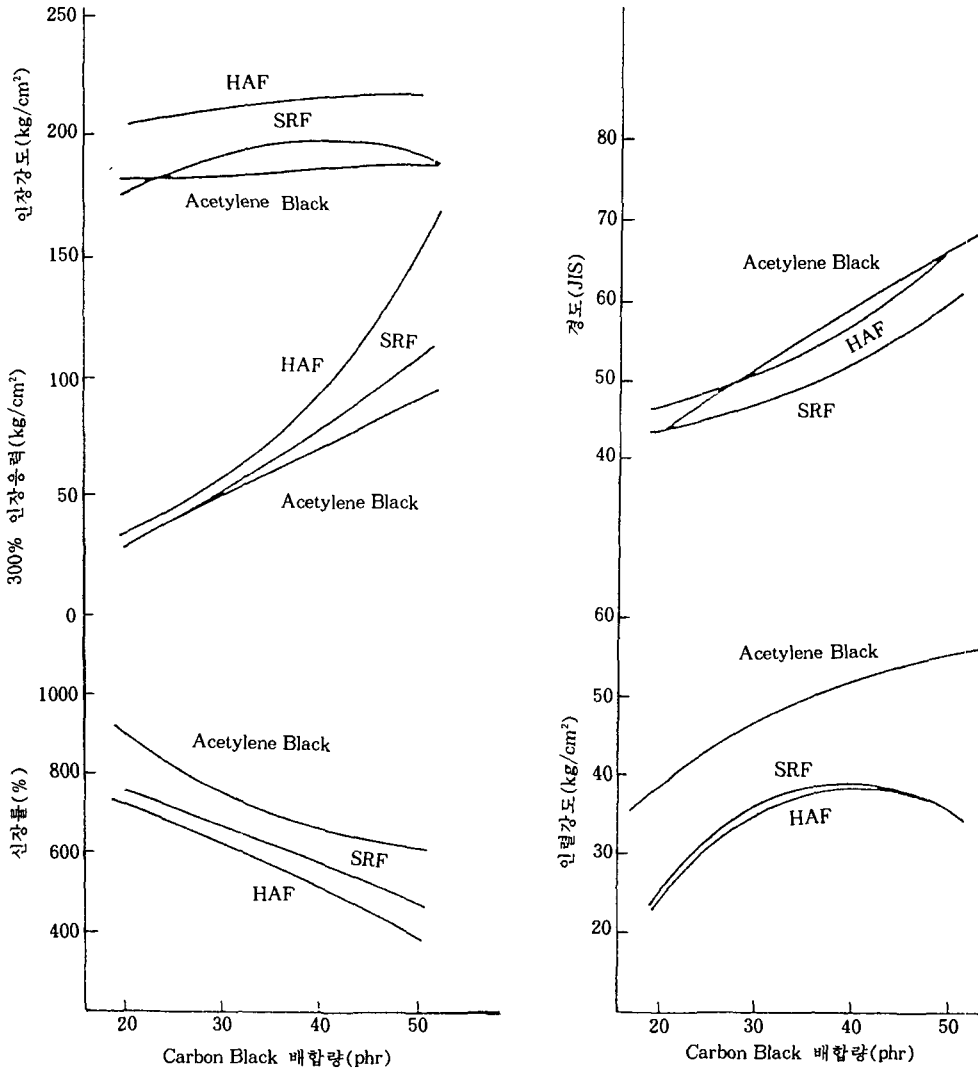 250
200
150
100
50
0
인장강도(kg/cm²)
300% 인장응력(kg/cm²)
HAF
SRF
Acetylene Black
HAF
SRF
Acetylene Black
1000
800
600
400
신장률(%)
Acetylene Black
SRF
HAF
20 30 40 50
Carbon Black 배합량(phr)
80
70
60
50
40
경도(JIS)
Acetylene Black
HAF
SRF
60
50
40
30
20
인렬강도(kg/cm²)
Acetylene Black
SRF
HAF
20 30 40 50
Carbon Black 배합량(phr)